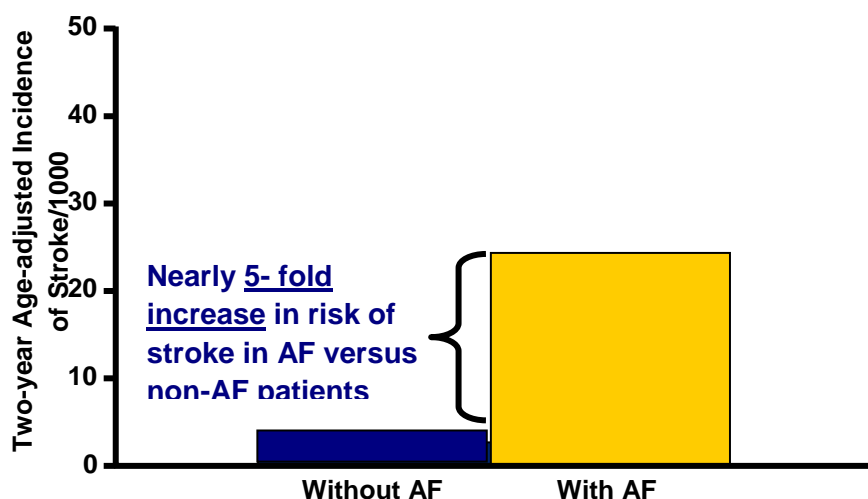 Two-year Age-adjusted Incidence
of Stroke/1000
50
40
30
20
10
0
Nearly 5- fold
increase in risk of
stroke in AF versus
non-AF patients
Without AF
With AF